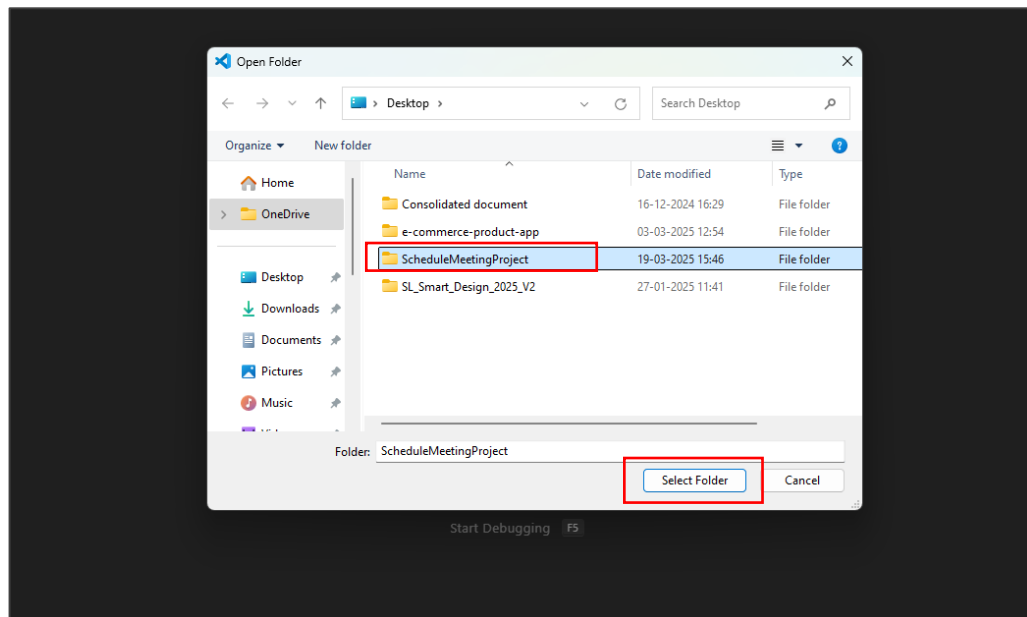 Open Folder
Desktop
Search Desktop
Organize
New folder
Name
Date modified
Type
Home
OneDrive
Desktop
Downloads
Documents
Pictures
Music
Consolidated document 16-12-2024 16:29 File folder
e-commerce-product-app 03-03-2025 12:54 File folder
ScheduleMeetingProject 19-03-2025 15:46 File folder
SL_Smart_Design_2025_V2 27-01-2025 11:41 File folder
Folder: ScheduleMeetingProject
Select Folder
Cancel
Start Debugging F5